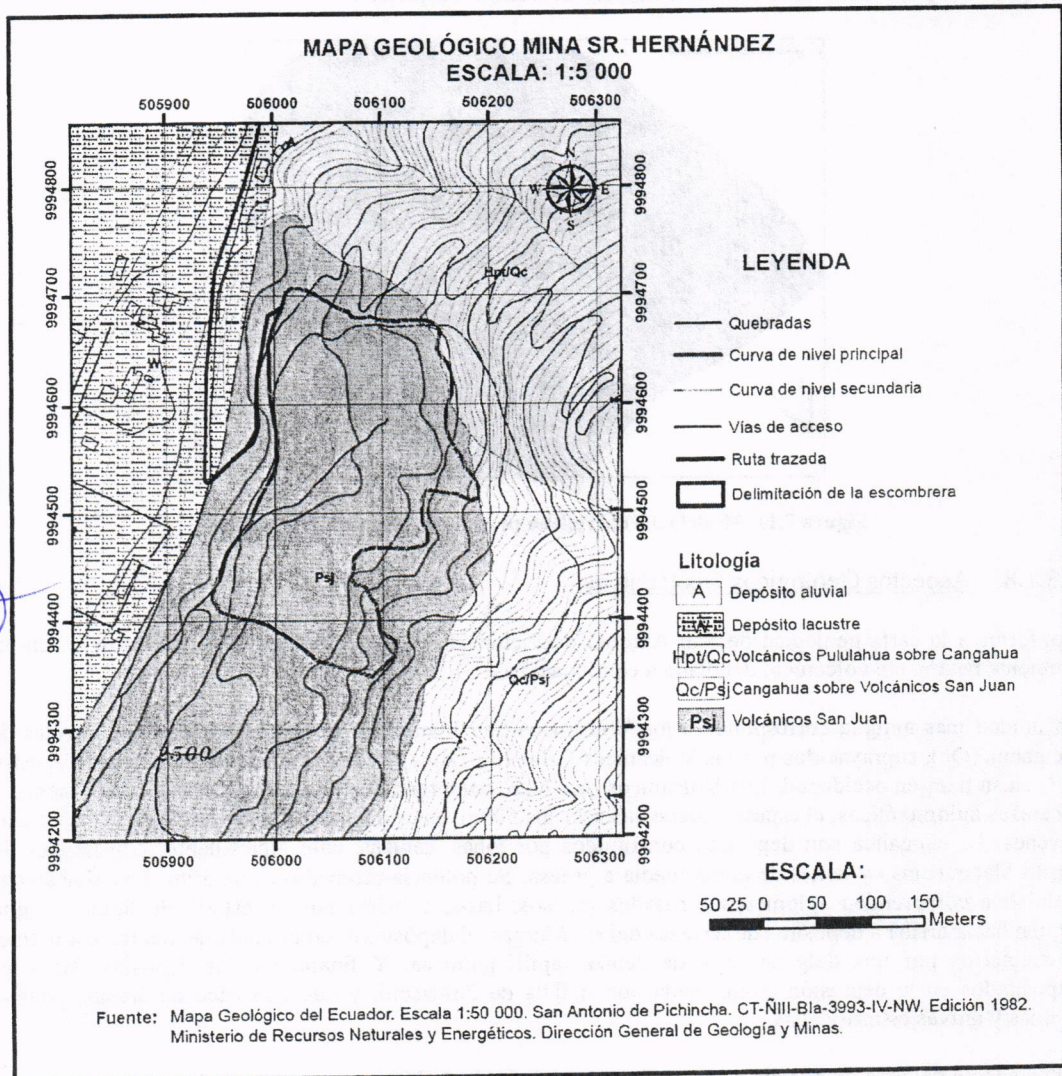 MAPA GEOLÓGICO MINA SR. HERNÁNDEZ
ESCALA: 1:5 000
505900 506000 506100 506200 506300
9994800 9994800
9994700 9994700
9994600 9994600
9994500 9994500
9994400 9994400
9994300 9994300
9994200 9994200
N
W E
S
A
Hpt/Qc
Psj
Qc/Psj
2500
505900 506000 506100 506200 506300
LEYENDA
Quebradas
Curva de nivel principal
Curva de nivel secundaria
Vías de acceso
Ruta trazada
Delimitación de la escombrera
Litología
A Depósito aluvial
Depósito lacustre
Hpt/Qc Volcánicos Pululahua sobre Cangahua
Qc/Psj Cangahua sobre Volcánicos San Juan
Psj Volcánicos San Juan
ESCALA:
50 25 0 50 100 150
Meters
Fuente: Mapa Geológico del Ecuador. Escala 1:50 000. San Antonio de Pichincha. CT-ÑIII-Bla-3993-IV-NW. Edición 1982.
Ministerio de Recursos Naturales y Energéticos. Dirección General de Geología y Minas.